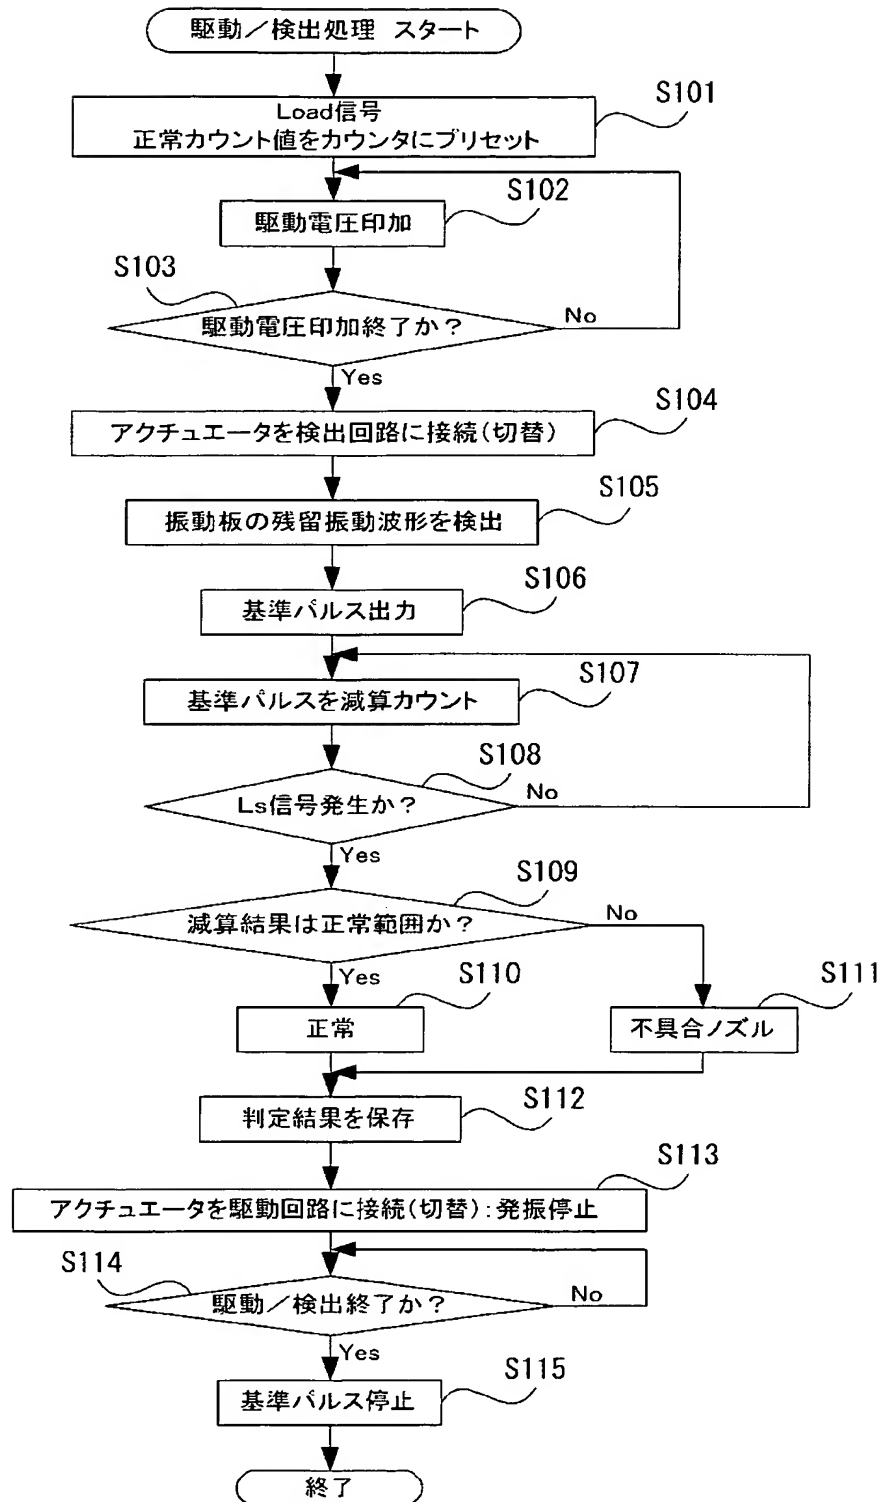 駆動／検出処理 スタート
S101
Load信号
正常カウント値をカウンタにプリセット
S102
駆動電圧印加
S103
駆動電圧印加終了か？
No
Yes
S104
アクチュエータを検出回路に接続(切替)
S105
振動板の残留振動波形を検出
S106
基準パルス出力
S107
基準パルスを減算カウント
S108
Ls信号発生か？
No
Yes
S109
減算結果は正常範囲か？
No
Yes
S110
S111
正常
不具合ノズル
S112
判定結果を保存
S113
アクチュエータを駆動回路に接続(切替):発振停止
S114
駆動／検出終了か？
No
Yes
S115
基準パルス停止
終了